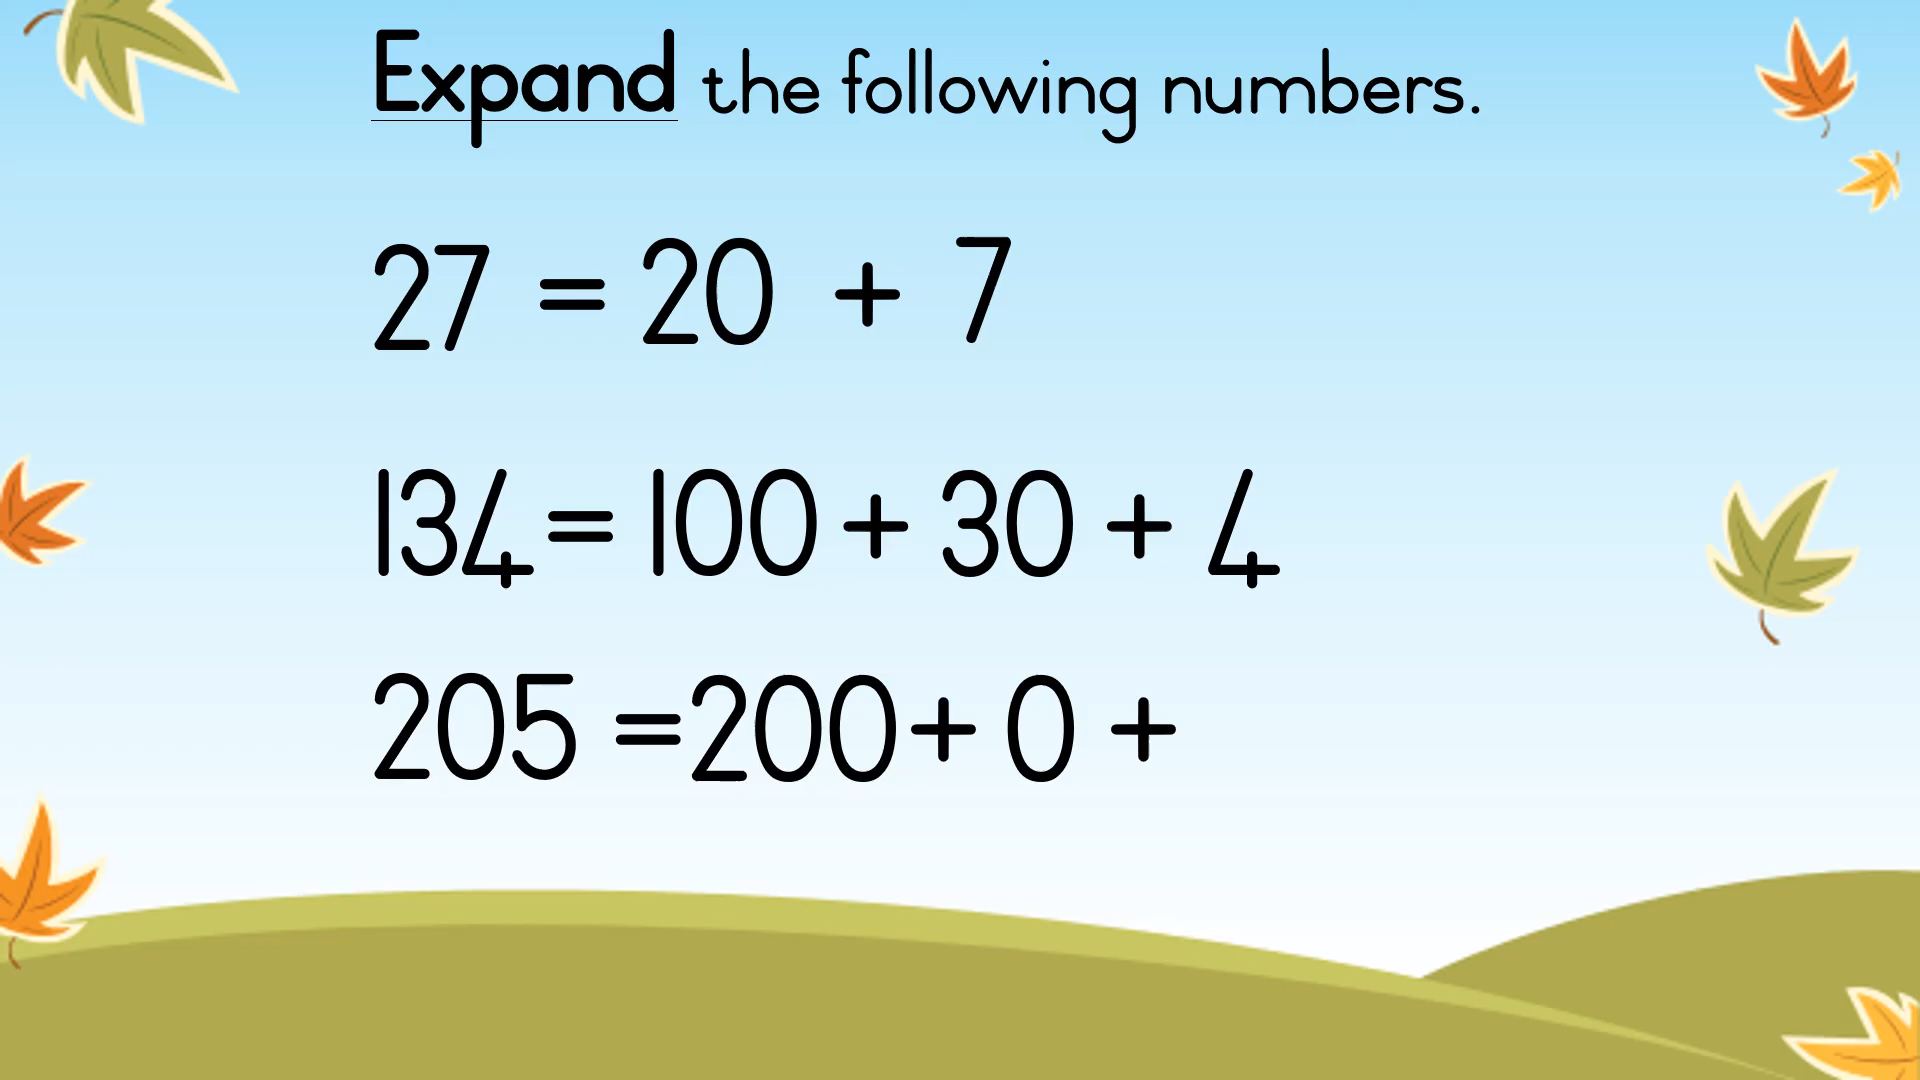 Expand the following numbers.
27 = 20 + 7
134 = 100 + 30 + 4
205 = 200 + 0 +